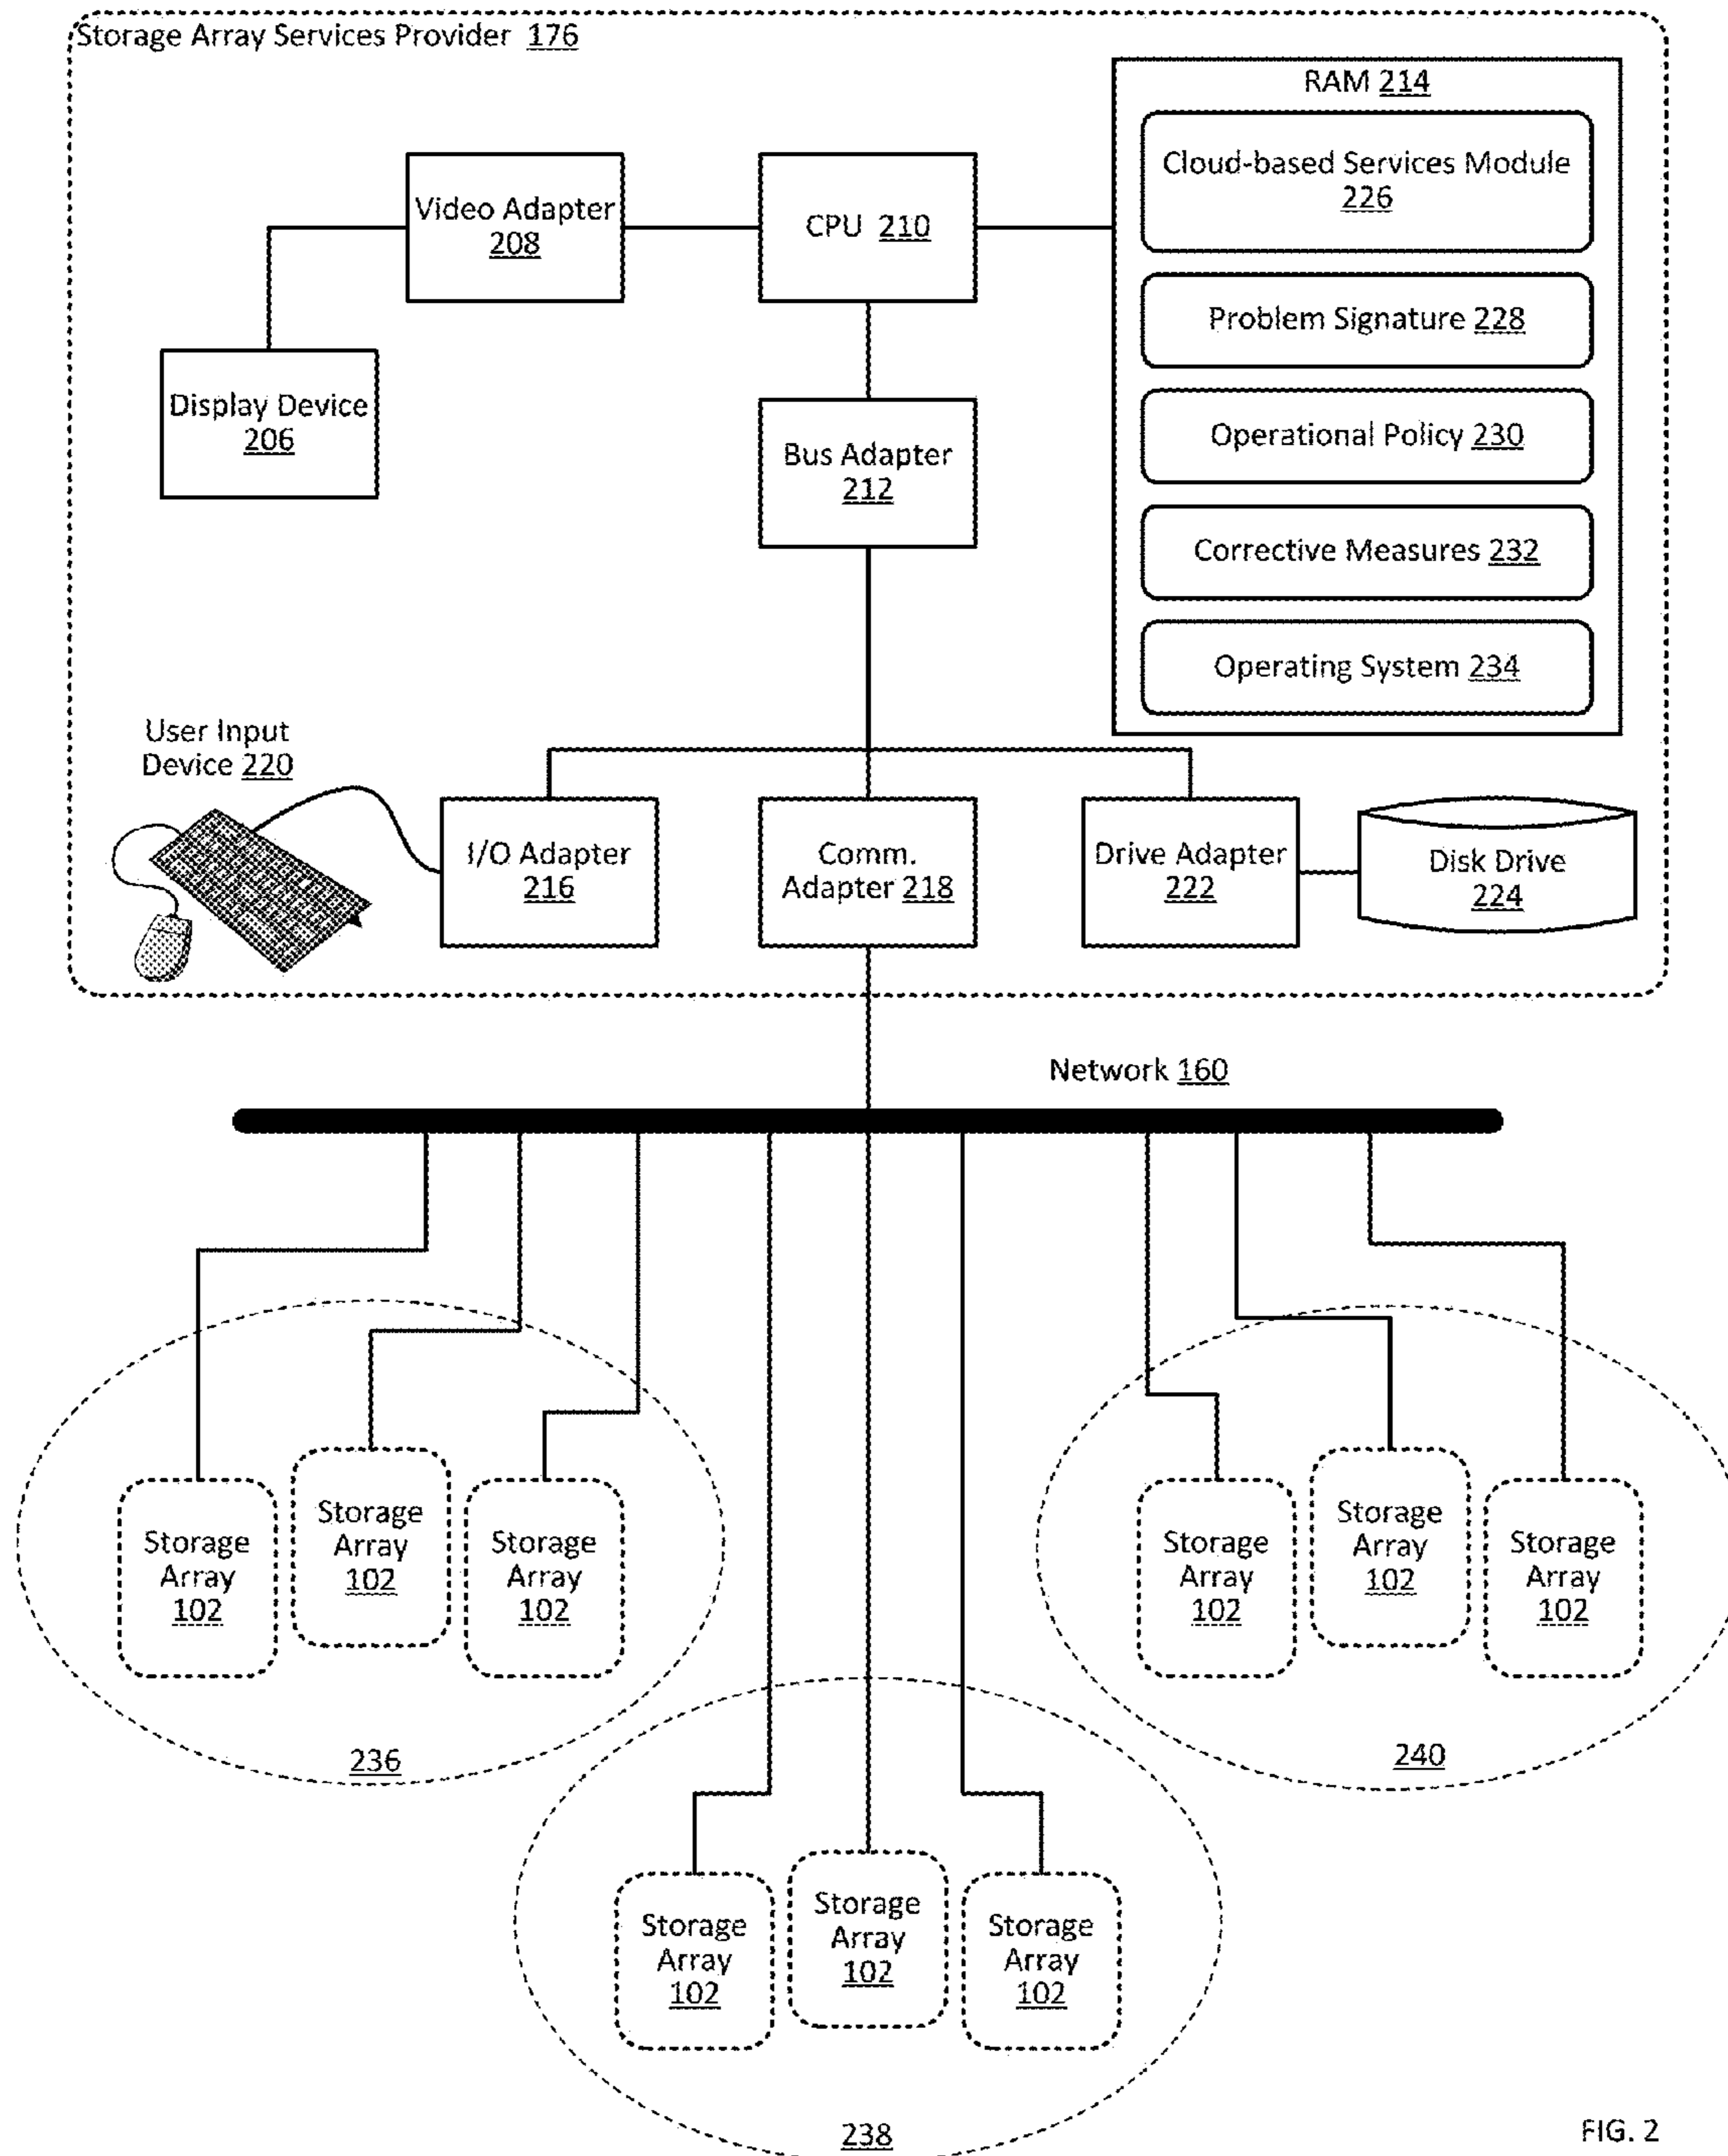 Storage Array Services Provider 176
RAM 214
Cloud-based Services Module
226
Video Adapter
208
CPU 210
Problem Signature 228
Display Device
206
Operational Policy 230
Bus Adapter
212
Corrective Measures 232
Operating System 234
User Input
Device 220
I/O Adapter
216
Comm.
Adapter 218
Drive Adapter
222
Disk Drive
224
Network 160
Storage
Array
102
Storage
Array
102
Storage
Array
102
236
Storage
Array
102
Storage
Array
102
Storage
Array
102
240
Storage
Array
102
Storage
Array
102
Storage
Array
102
238
FIG. 2